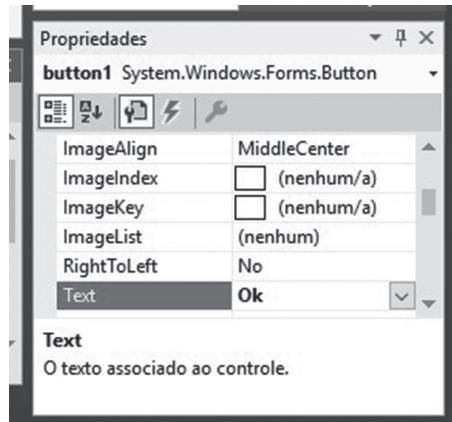 Propriedades
button1 System.Windows.Forms.Button
ImageAlign MiddleCenter
ImageIndex (nenhum/a)
ImageKey (nenhum/a)
ImageList (nenhum)
RightToLeft No
Text Ok
Text
O texto associado ao controle.